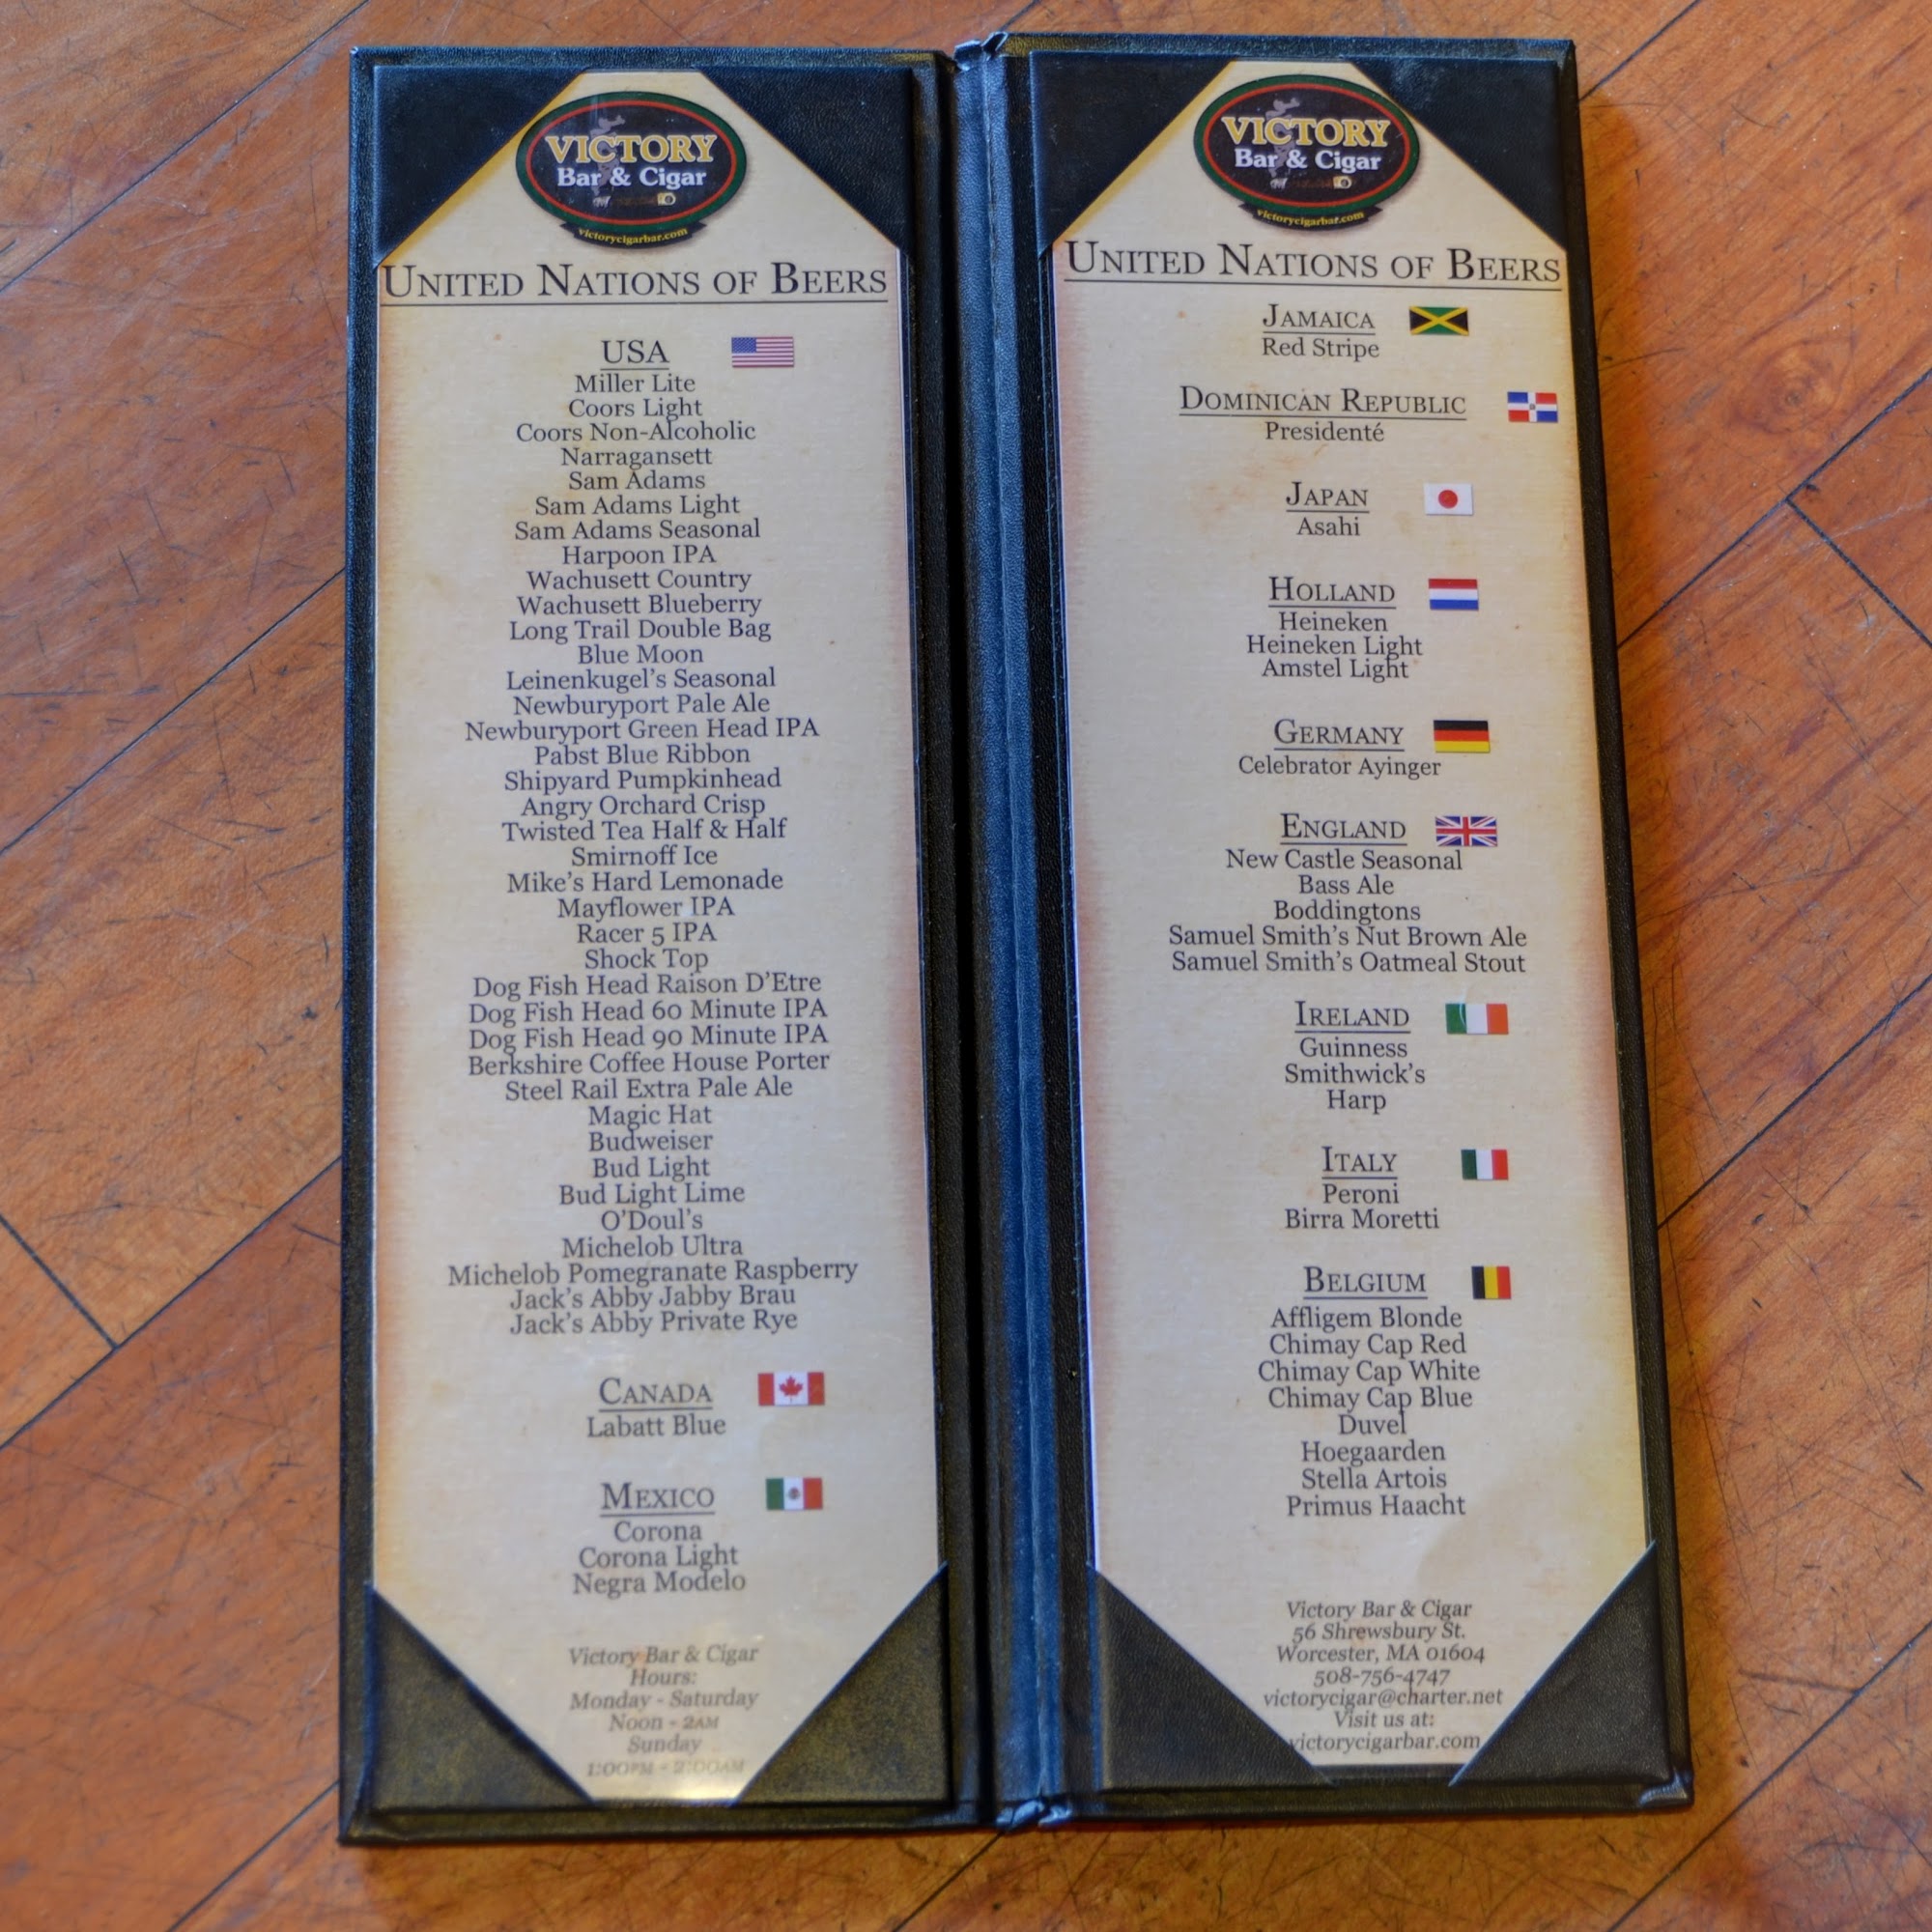 VICTORY
Bar & Cigar
victorycigarbar.com
UNITED NATIONS OF BEERS
USA
Miller Lite
Coors Light
Coors Non-Alcoholic
Narragansett
Sam Adams
Sam Adams Light
Sam Adams Seasonal
Harpoon IPA
Wachusett Country
Wachusett Blueberry
Long Trail Double Bag
Blue Moon
Leinenkugel's Seasonal
Newburyport Pale Ale
Newburyport Green Head IPA
Pabst Blue Ribbon
Shipyard Pumpkinhead
Angry Orchard Crisp
Twisted Tea Half & Half
Smirnoff Ice
Mike's Hard Lemonade
Mayflower IPA
Racer 5 IPA
Shock Top
Dog Fish Head Raison D'Etre
Dog Fish Head 60 Minute IPA
Dog Fish Head 90 Minute IPA
Berkshire Coffee House Porter
Steel Rail Extra Pale Ale
Magic Hat
Budweiser
Bud Light
Bud Light Lime
O'Doul's
Michelob Ultra
Michelob Pomegranate Raspberry
Jack's Abby Jabby Brau
Jack's Abby Private Rye
CANADA
Labatt Blue
MEXICO
Corona
Corona Light
Negra Modelo
Victory Bar & Cigar
Hours:
Monday - Saturday
Noon - 2AM
Sunday
1:00PM - 2:00AM
VICTORY
Bar & Cigar
victorycigarbar.com
UNITED NATIONS OF BEERS
JAMAICA
Red Stripe
DOMINICAN REPUBLIC
Presidenté
JAPAN
Asahi
HOLLAND
Heineken
Heineken Light
Amstel Light
GERMANY
Celebrator Ayinger
ENGLAND
New Castle Seasonal
Bass Ale
Boddingtons
Samuel Smith's Nut Brown Ale
Samuel Smith's Oatmeal Stout
IRELAND
Guinness
Smithwick's
Harp
ITALY
Peroni
Birra Moretti
BELGIUM
Affligem Blonde
Chimay Cap Red
Chimay Cap White
Chimay Cap Blue
Duvel
Hoegaarden
Stella Artois
Primus Haacht
Victory Bar & Cigar
56 Shrewsbury St.
Worcester, MA 01604
508-756-4747
victorycigar@charter.net
Visit us at:
victorycigarbar.com